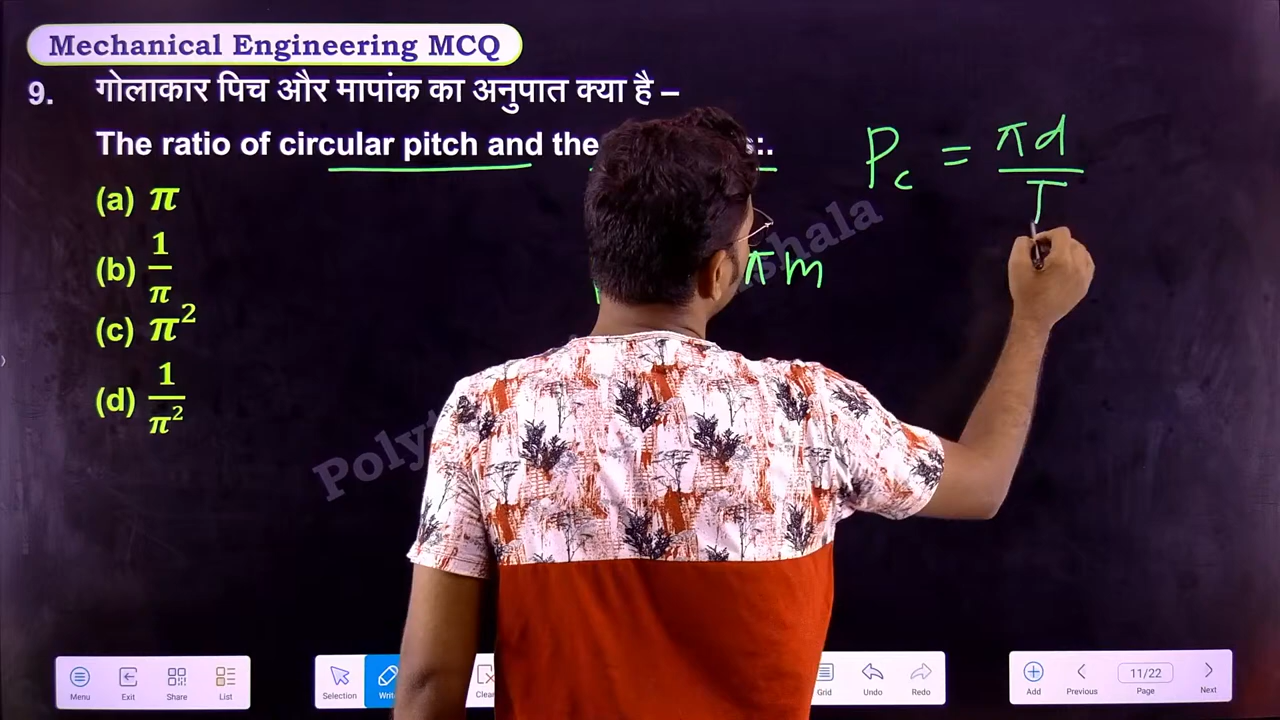 Mechanical Engineering MCQ
9. गोलाकार पिच और मापांक का अनुपात क्या है –
The ratio of circular pitch and the :.
(a) π
(b) 1/π
(c) π²
(d) 1/π²
P_c = πd/T
πm
Menu
Exit
Share
List
Selection
Grid
Undo
Redo
Add
Previous
11/22
Page
Next